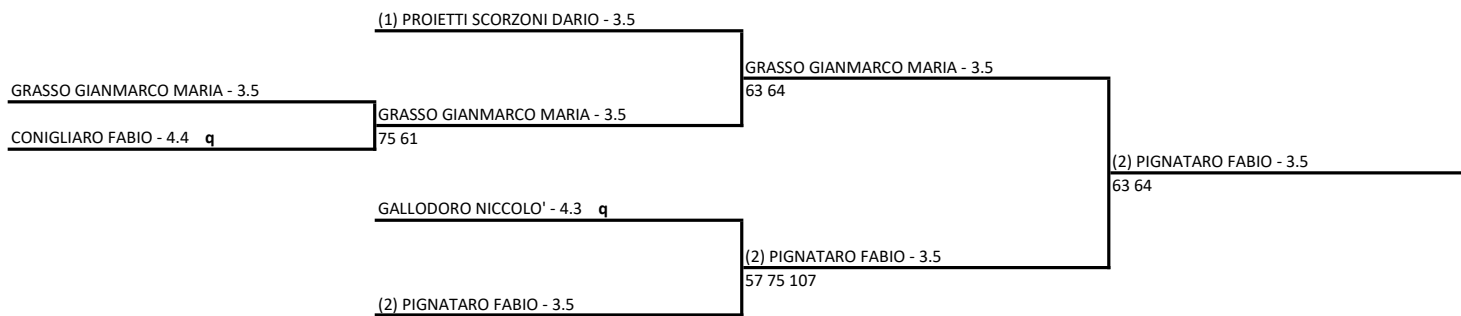 (1) PROIETTI SCORZONI DARIO - 3.5
GRASSO GIANMARCO MARIA - 3.5
GRASSO GIANMARCO MARIA - 3.5
63 64
GRASSO GIANMARCO MARIA - 3.5
CONIGLIARO FABIO - 4.4 q
75 61
(2) PIGNATARO FABIO - 3.5
63 64
GALLODORO NICCOLO' - 4.3 q
(2) PIGNATARO FABIO - 3.5
57 75 107
(2) PIGNATARO FABIO - 3.5